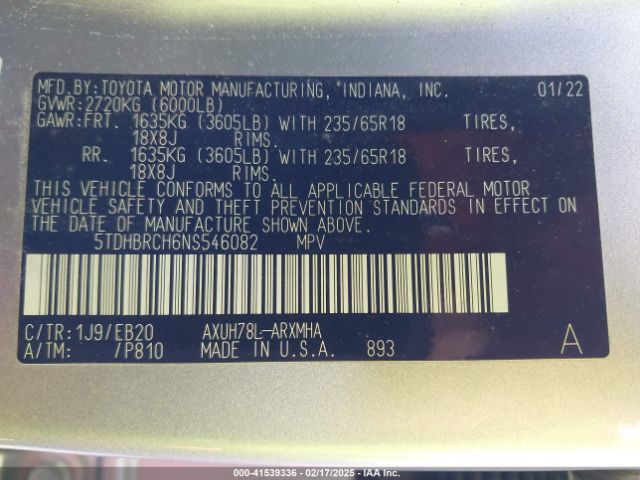 MFD.BY:TOYOTA MOTOR MANUFACTURING, INDIANA, INC. 01/22
GVWR:2720KG (6000LB)
GAWR:FRT. 1635KG (3605LB) WITH 235/65R18 TIRES,
18X8J RIMS.
RR. 1635KG (3605LB) WITH 235/65R18 TIRES,
18X8J RIMS.
THIS VEHICLE CONFORMS TO ALL APPLICABLE FEDERAL MOTOR
VEHICLE SAFETY AND THEFT PREVENTION STANDARDS IN EFFECT ON
THE DATE OF MANUFACTURE SHOWN ABOVE.
5TDHBRCH6NS546082 MPV
C/TR:1J9/EB20 AXUH78L-ARXMHA
A/TM: /P810 MADE IN U.S.A. 893 A
000-41539336 - 02/17/2025 - IAA